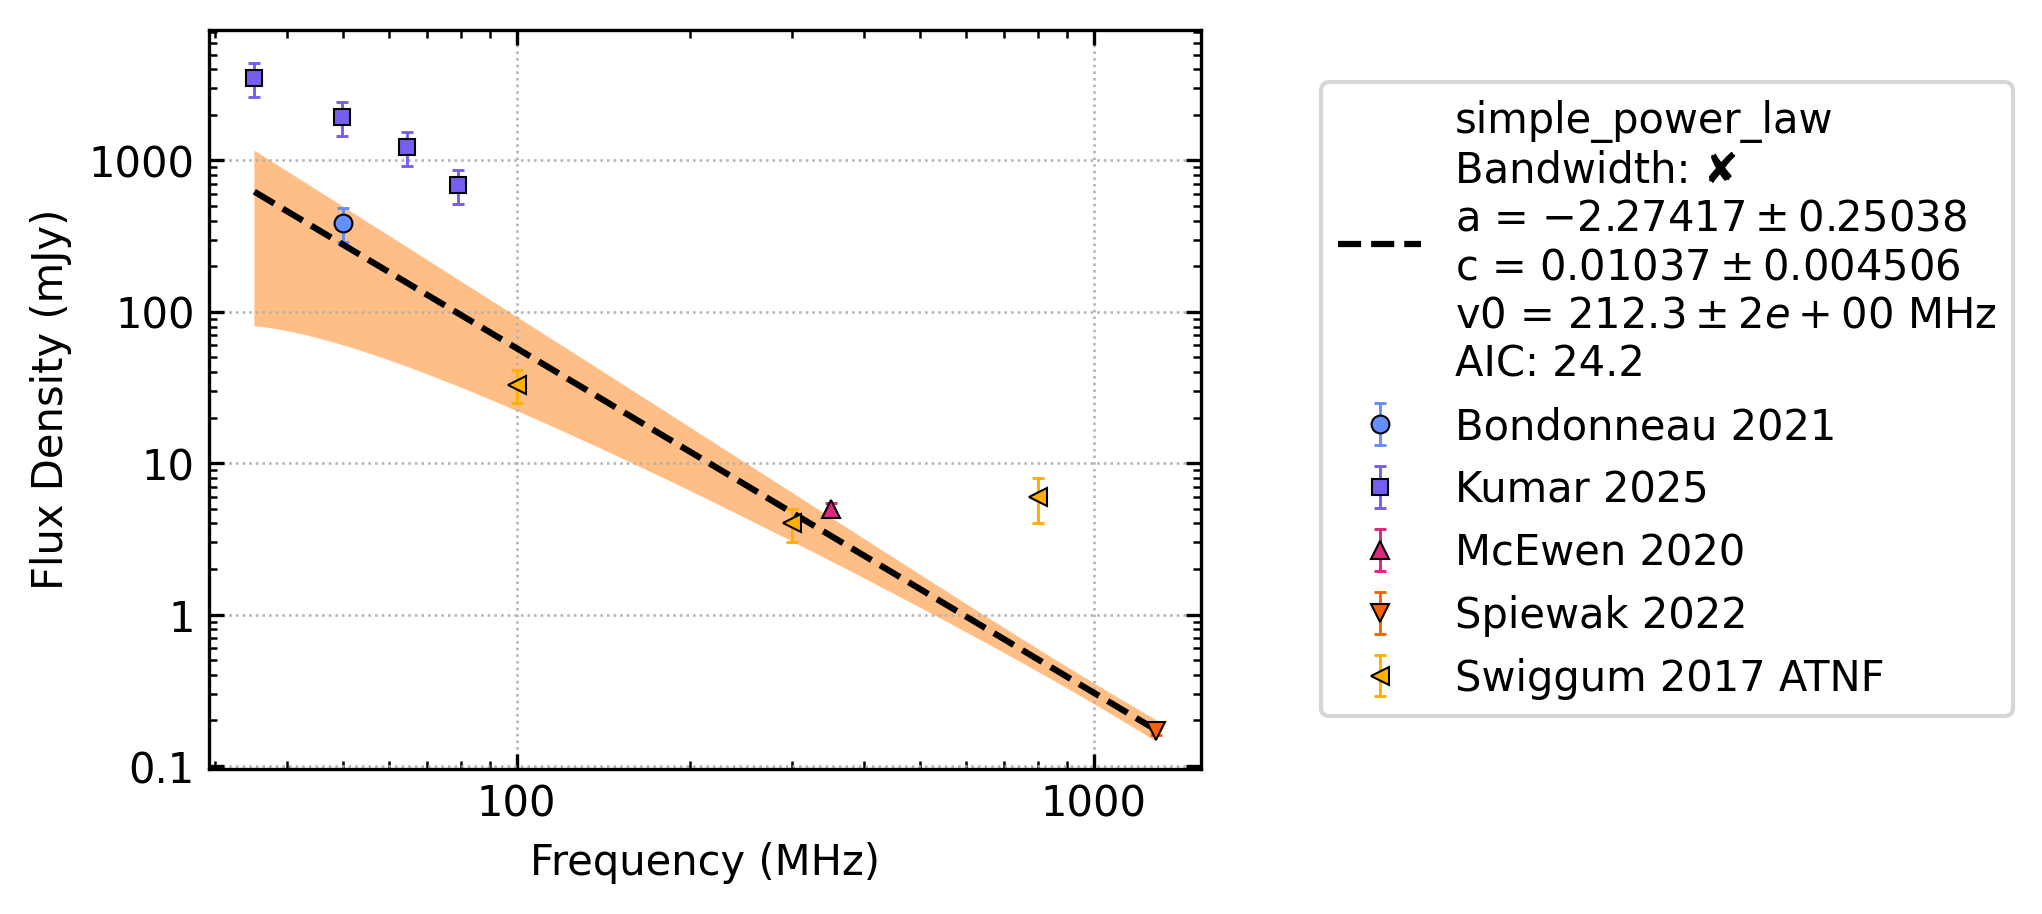 1000
100
10
1
0.1
Flux Density (mJy)
100
1000
Frequency (MHz)
simple_power_law
Bandwidth: ✘
a = −2.27417 ± 0.25038
c = 0.01037 ± 0.004506
v0 = 212.3 ± 2e + 00 MHz
AIC: 24.2
Bondonneau 2021
Kumar 2025
McEwen 2020
Spiewak 2022
Swiggum 2017 ATNF